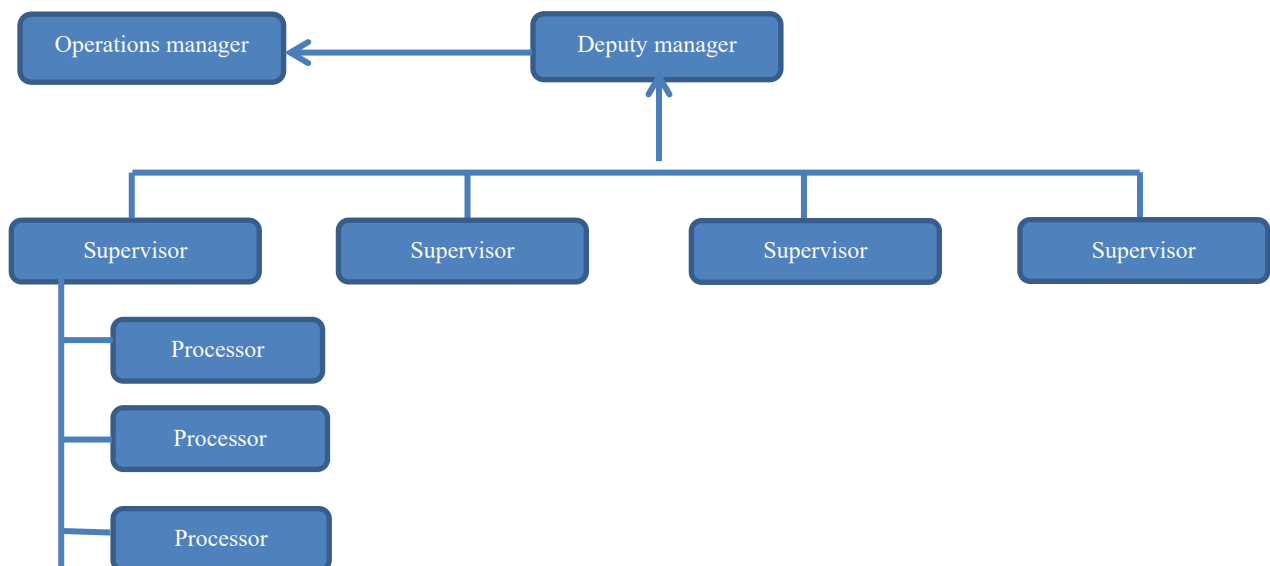 Operations manager
Deputy manager
Supervisor
Supervisor
Supervisor
Supervisor
Processor
Processor
Processor